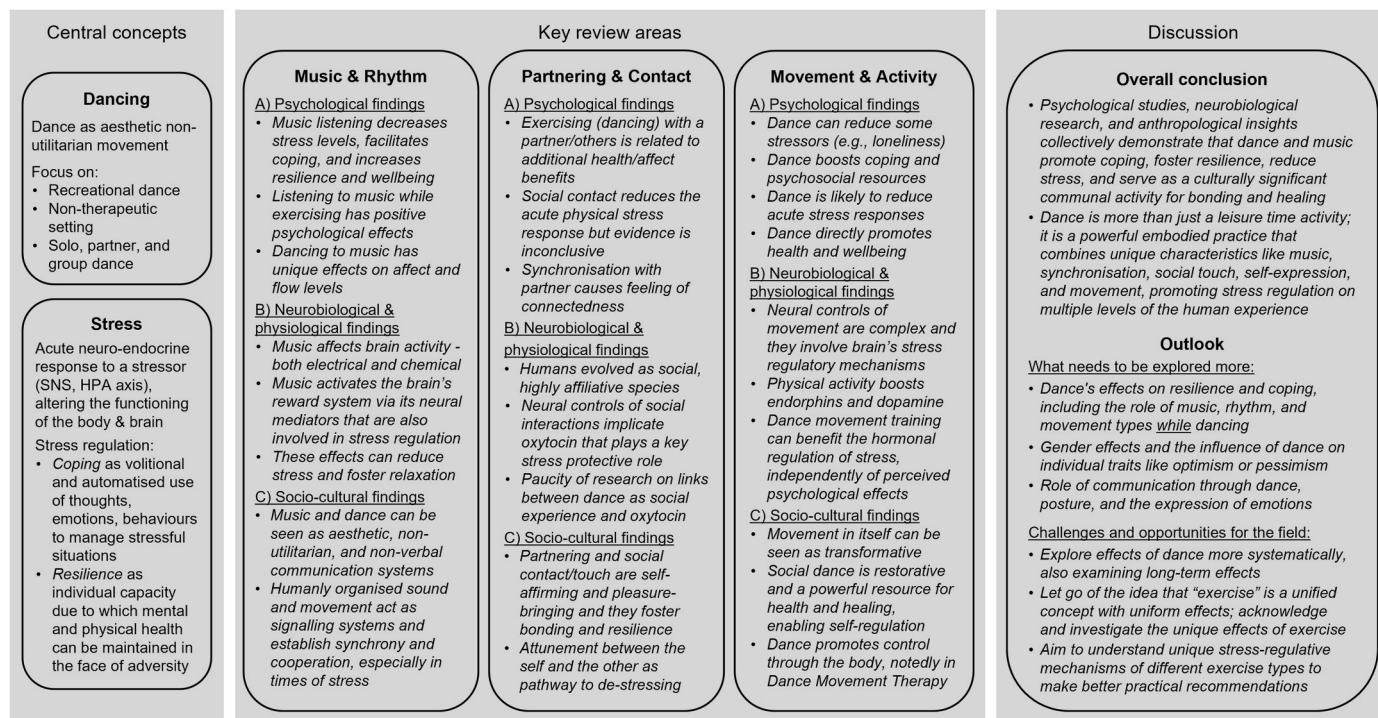 Central concepts
Dancing
Dance as aesthetic non-
utilitarian movement
Focus on:
• Recreational dance
• Non-therapeutic
setting
• Solo, partner, and
group dance
Stress
Acute neuro-endocrine
response to a stressor
(SNS, HPA axis),
altering the functioning
of the body & brain
Stress regulation:
• Coping as volitional
and automatised use
of thoughts,
emotions, behaviours
to manage stressful
situations
• Resilience as
individual capacity
due to which mental
and physical health
can be maintained in
the face of adversity
Key review areas
Music & Rhythm
A) Psychological findings
• Music listening decreases
stress levels, facilitates
coping, and increases
resilience and wellbeing
• Listening to music while
exercising has positive
psychological effects
• Dancing to music has
unique effects on affect and
flow levels
B) Neurobiological &
physiological findings
• Music affects brain activity -
both electrical and chemical
• Music activates the brain's
reward system via its neural
mediators that are also
involved in stress regulation
• These effects can reduce
stress and foster relaxation
C) Socio-cultural findings
• Music and dance can be
seen as aesthetic, non-
utilitarian, and non-verbal
communication systems
• Humanly organised sound
and movement act as
signalling systems and
establish synchrony and
cooperation, especially in
times of stress
Partnering & Contact
A) Psychological findings
• Exercising (dancing) with a
partner/others is related to
additional health/affect
benefits
• Social contact reduces the
acute physical stress
response but evidence is
inconclusive
• Synchronisation with
partner causes feeling of
connectedness
B) Neurobiological &
physiological findings
• Humans evolved as social,
highly affiliative species
• Neural controls of social
interactions implicate
oxytocin that plays a key
stress protective role
• Paucity of research on links
between dance as social
experience and oxytocin
C) Socio-cultural findings
• Partnering and social
contact/touch are self-
affirming and pleasure-
bringing and they foster
bonding and resilience
• Attunement between the
self and the other as
pathway to de-stressing
Movement & Activity
A) Psychological findings
• Dance can reduce some
stressors (e.g., loneliness)
• Dance boosts coping and
psychosocial resources
• Dance is likely to reduce
acute stress responses
• Dance directly promotes
health and wellbeing
B) Neurobiological &
physiological findings
• Neural controls of
movement are complex and
they involve brain's stress
regulatory mechanisms
• Physical activity boosts
endorphins and dopamine
• Dance movement training
can benefit the hormonal
regulation of stress,
independently of perceived
psychological effects
C) Socio-cultural findings
• Movement in itself can be
seen as transformative
• Social dance is restorative
and a powerful resource for
health and healing,
enabling self-regulation
• Dance promotes control
through the body, notedly in
Dance Movement Therapy
Discussion
Overall conclusion
• Psychological studies, neurobiological
research, and anthropological insights
collectively demonstrate that dance and music
promote coping, foster resilience, reduce
stress, and serve as a culturally significant
communal activity for bonding and healing
• Dance is more than just a leisure time activity;
it is a powerful embodied practice that
combines unique characteristics like music,
synchronisation, social touch, self-expression,
and movement, promoting stress regulation on
multiple levels of the human experience
Outlook
What needs to be explored more:
• Dance's effects on resilience and coping,
including the role of music, rhythm, and
movement types while dancing
• Gender effects and the influence of dance on
individual traits like optimism or pessimism
• Role of communication through dance,
posture, and the expression of emotions
Challenges and opportunities for the field:
• Explore effects of dance more systematically,
also examining long-term effects
• Let go of the idea that “exercise” is a unified
concept with uniform effects; acknowledge
and investigate the unique effects of exercise
• Aim to understand unique stress-regulative
mechanisms of different exercise types to
make better practical recommendations